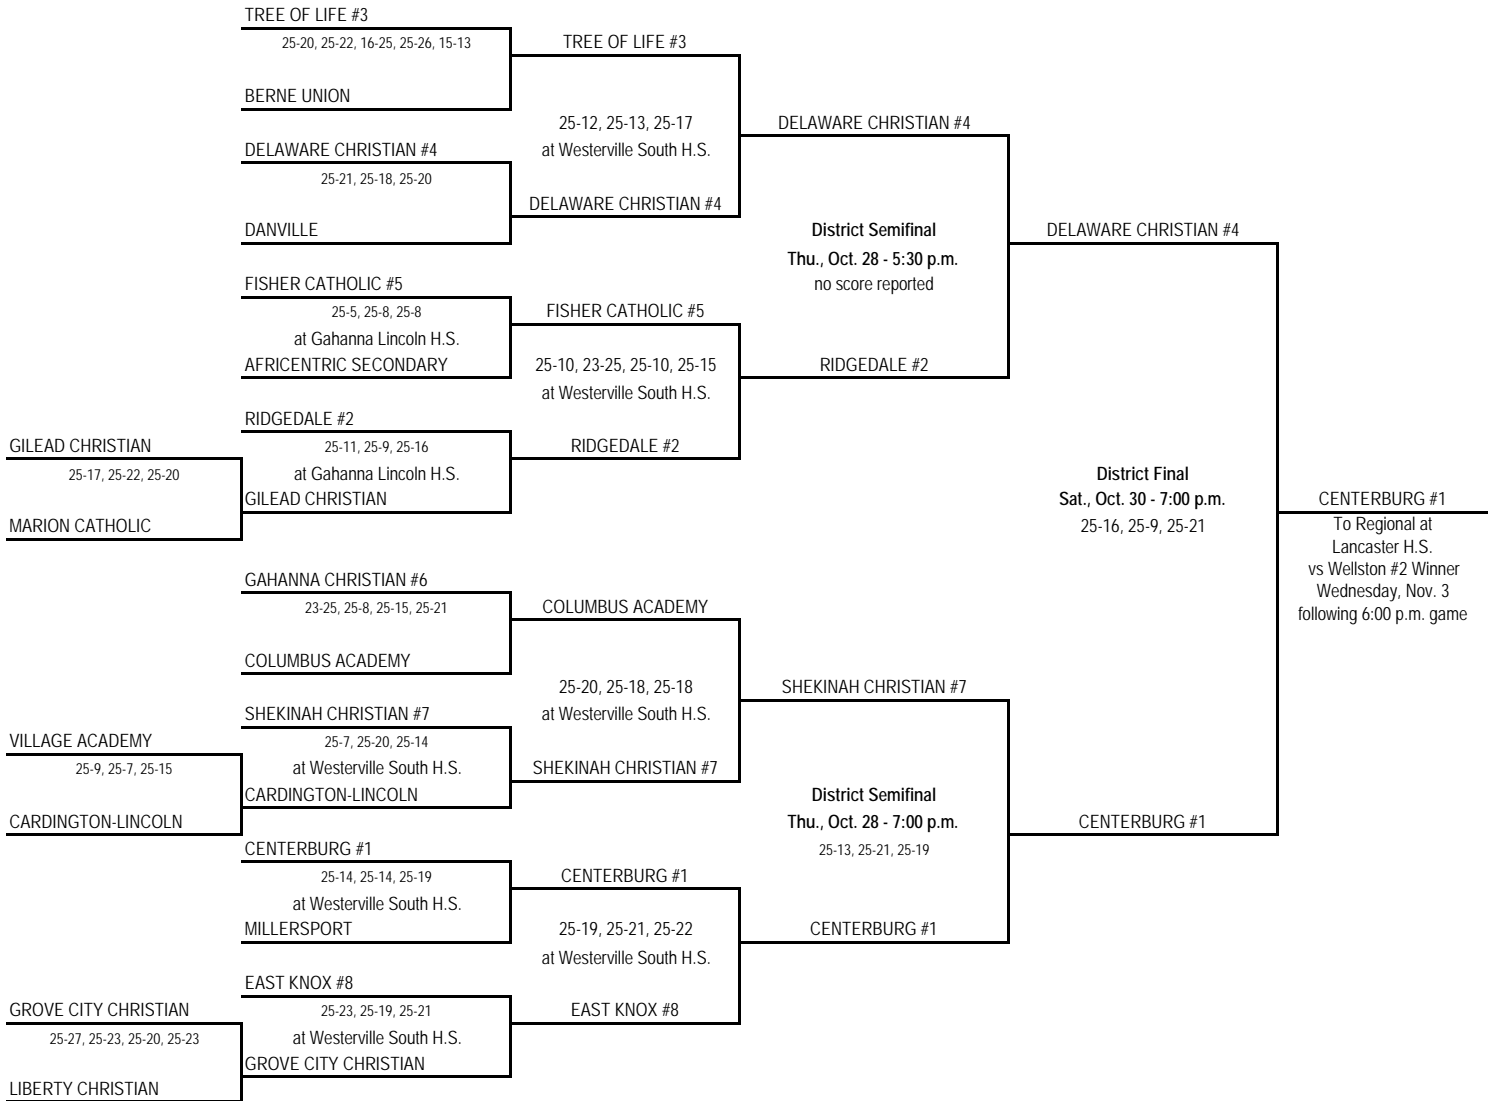 TREE OF LIFE #3
25-20, 25-22, 16-25, 25-26, 15-13
BERNE UNION
TREE OF LIFE #3
25-12, 25-13, 25-17
at Westerville South H.S.
DELAWARE CHRISTIAN #4
25-21, 25-18, 25-20
DANVILLE
DELAWARE CHRISTIAN #4
DELAWARE CHRISTIAN #4
District Semifinal
Thu., Oct. 28 - 5:30 p.m.
no score reported
DELAWARE CHRISTIAN #4
FISHER CATHOLIC #5
25-5, 25-8, 25-8
at Gahanna Lincoln H.S.
AFRICENTRIC SECONDARY
FISHER CATHOLIC #5
25-10, 23-25, 25-10, 25-15
at Westerville South H.S.
RIDGEDALE #2
RIDGEDALE #2
25-11, 25-9, 25-16
at Gahanna Lincoln H.S.
GILEAD CHRISTIAN
RIDGEDALE #2
GILEAD CHRISTIAN
25-17, 25-22, 25-20
MARION CATHOLIC
District Final
Sat., Oct. 30 - 7:00 p.m.
25-16, 25-9, 25-21
CENTERBURG #1
To Regional at
Lancaster H.S.
vs Wellston #2 Winner
Wednesday, Nov. 3
following 6:00 p.m. game
GAHANNA CHRISTIAN #6
23-25, 25-8, 25-15, 25-21
COLUMBUS ACADEMY
COLUMBUS ACADEMY
25-20, 25-18, 25-18
at Westerville South H.S.
SHEKINAH CHRISTIAN #7
SHEKINAH CHRISTIAN #7
25-7, 25-20, 25-14
at Westerville South H.S.
CARDINGTON-LINCOLN
SHEKINAH CHRISTIAN #7
VILLAGE ACADEMY
25-9, 25-7, 25-15
CARDINGTON-LINCOLN
District Semifinal
Thu., Oct. 28 - 7:00 p.m.
25-13, 25-21, 25-19
CENTERBURG #1
CENTERBURG #1
25-14, 25-14, 25-19
at Westerville South H.S.
MILLERSPORT
CENTERBURG #1
25-19, 25-21, 25-22
at Westerville South H.S.
CENTERBURG #1
EAST KNOX #8
25-23, 25-19, 25-21
at Westerville South H.S.
GROVE CITY CHRISTIAN
EAST KNOX #8
GROVE CITY CHRISTIAN
25-27, 25-23, 25-20, 25-23
LIBERTY CHRISTIAN